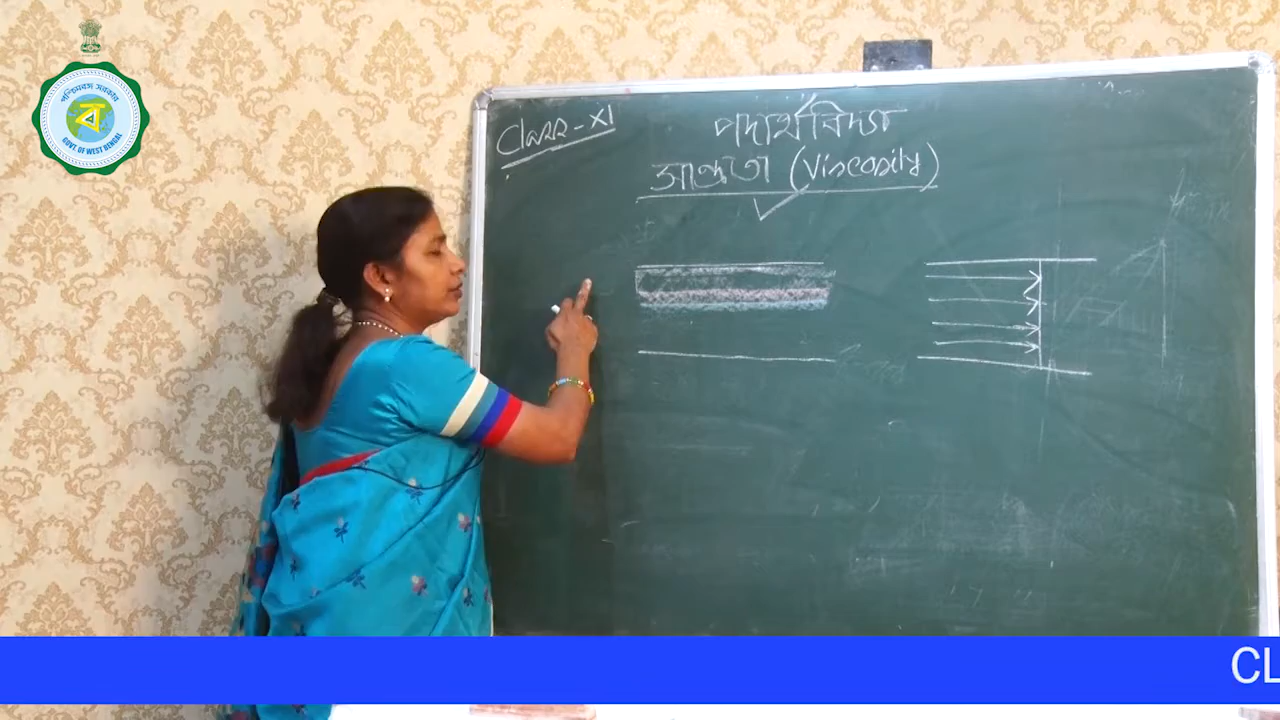 পশ্চিমবঙ্গ সরকার
ব
GOVT. OF WEST BENGAL
Class - XI
পদার্থবিদ্যা
সান্দ্রতা (Viscosity)
CL